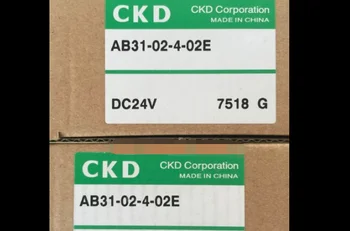 CKD CKD Corporation
MADE IN CHINA
AB31-02-4-02E
DC24V 7518 G
CKD CKD Corporation
MADE IN CHINA
AB31-02-4-02E